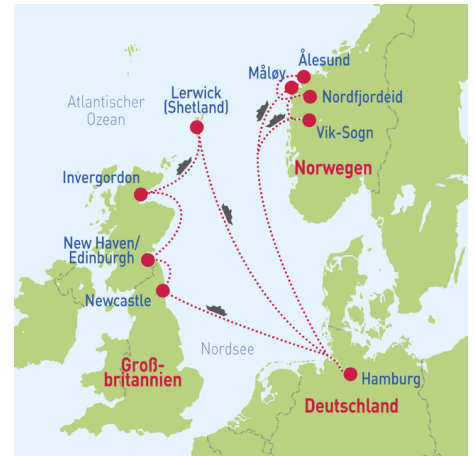 Ålesund
Måløy
Lerwick
(Shetland)
Nordfjordeid
Atlantischer
Ozean
Vik-Sogn
Norwegen
Invergordon
New Haven/
Edinburgh
Newcastle
Nordsee
Groß-
britannien
Hamburg
Deutschland